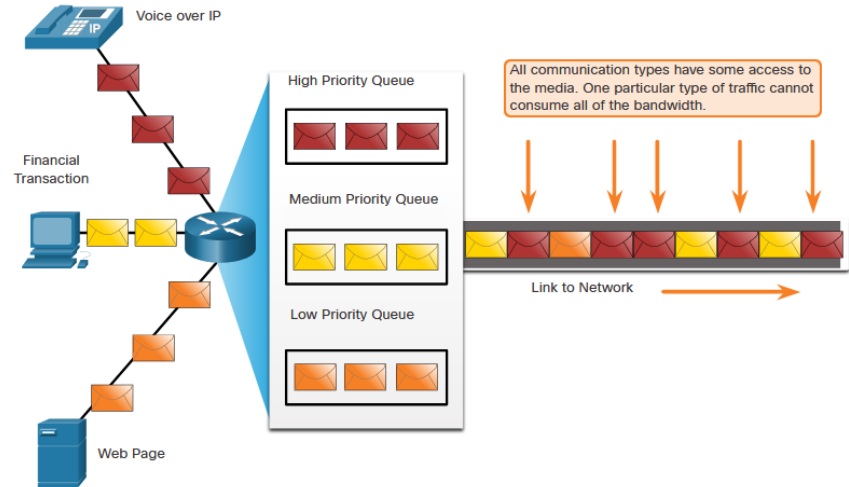 Voice over IP
IP
High Priority Queue
All communication types have some access to
the media. One particular type of traffic cannot
consume all of the bandwidth.
Financial
Transaction
Medium Priority Queue
Link to Network
Low Priority Queue
Web Page